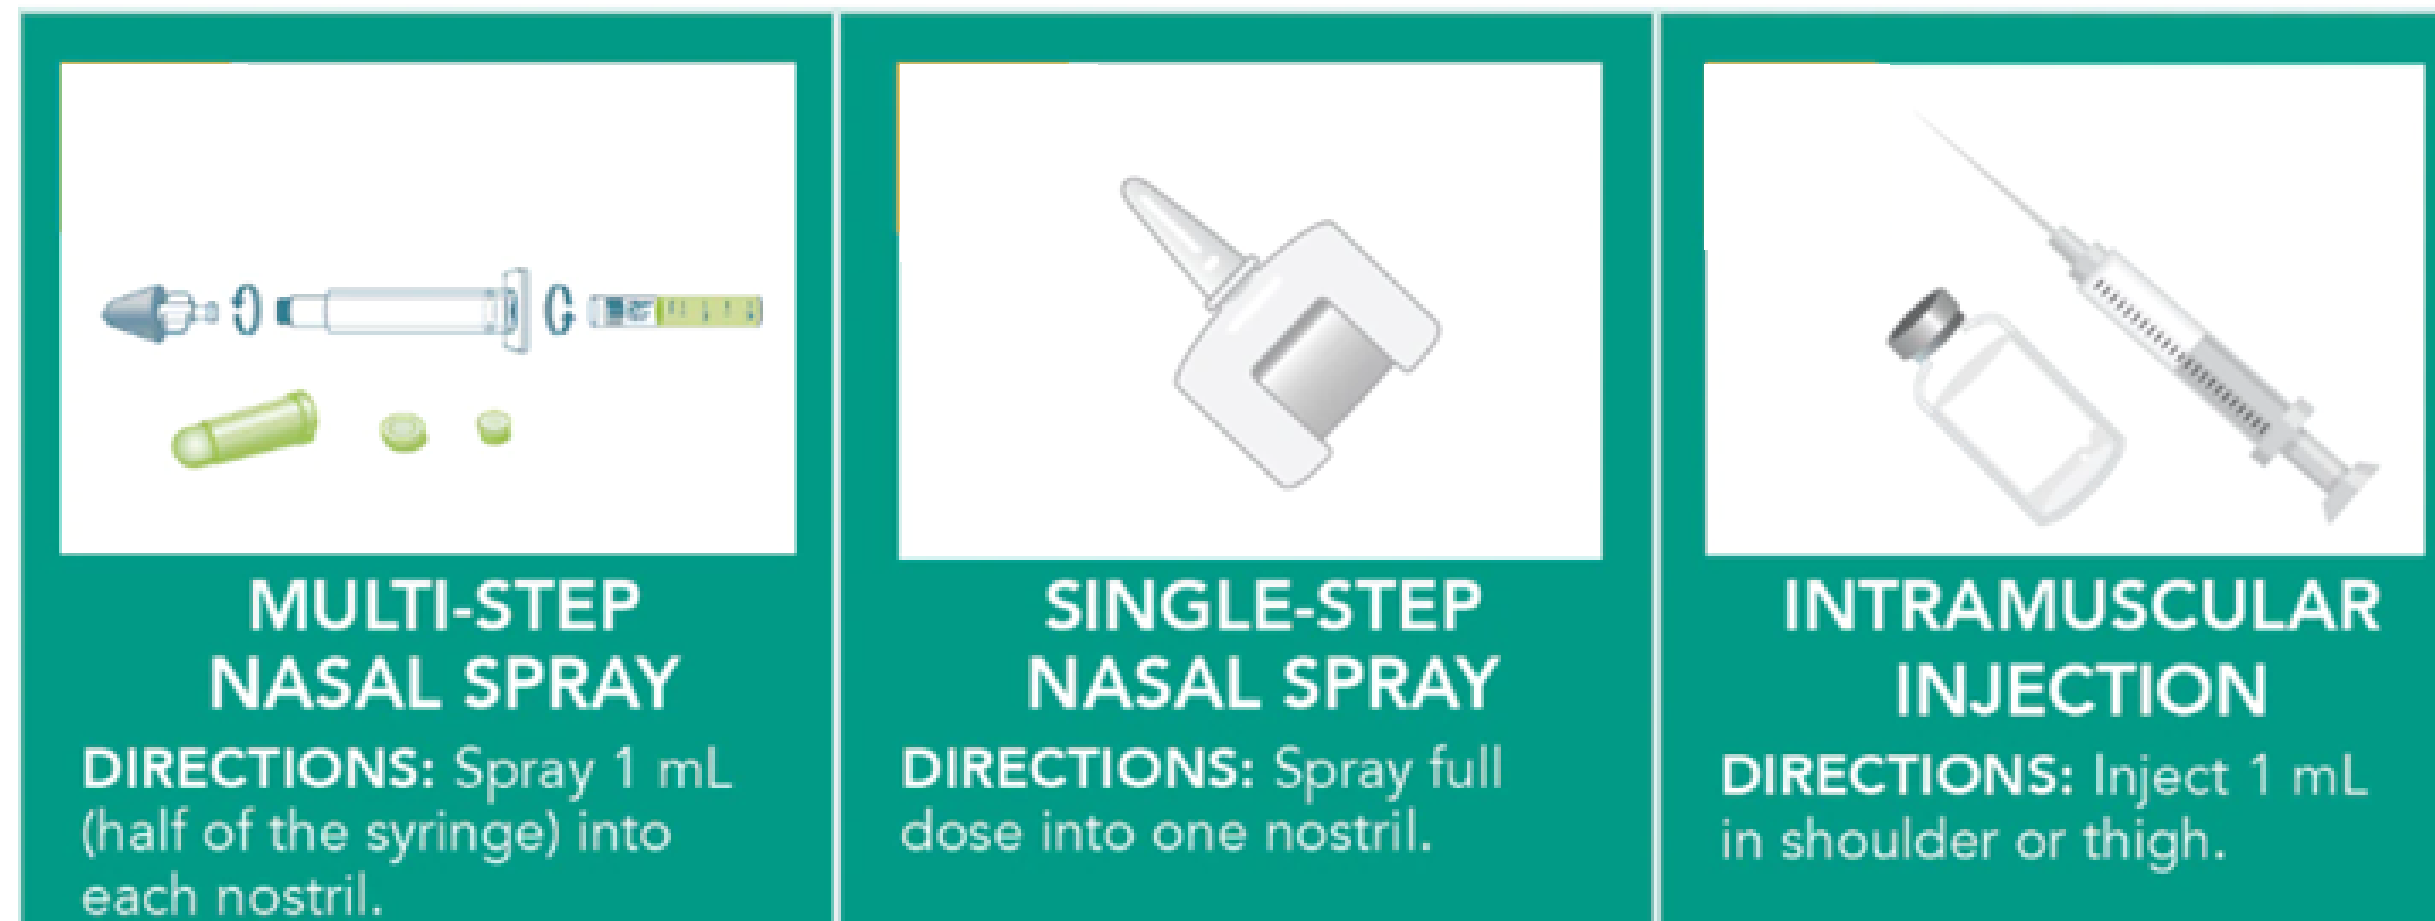 MULTI-STEP
NASAL SPRAY
DIRECTIONS: Spray 1 mL
(half of the syringe) into
each nostril.
SINGLE-STEP
NASAL SPRAY
DIRECTIONS: Spray full
dose into one nostril.
INTRAMUSCULAR
INJECTION
DIRECTIONS: Inject 1 mL
in shoulder or thigh.